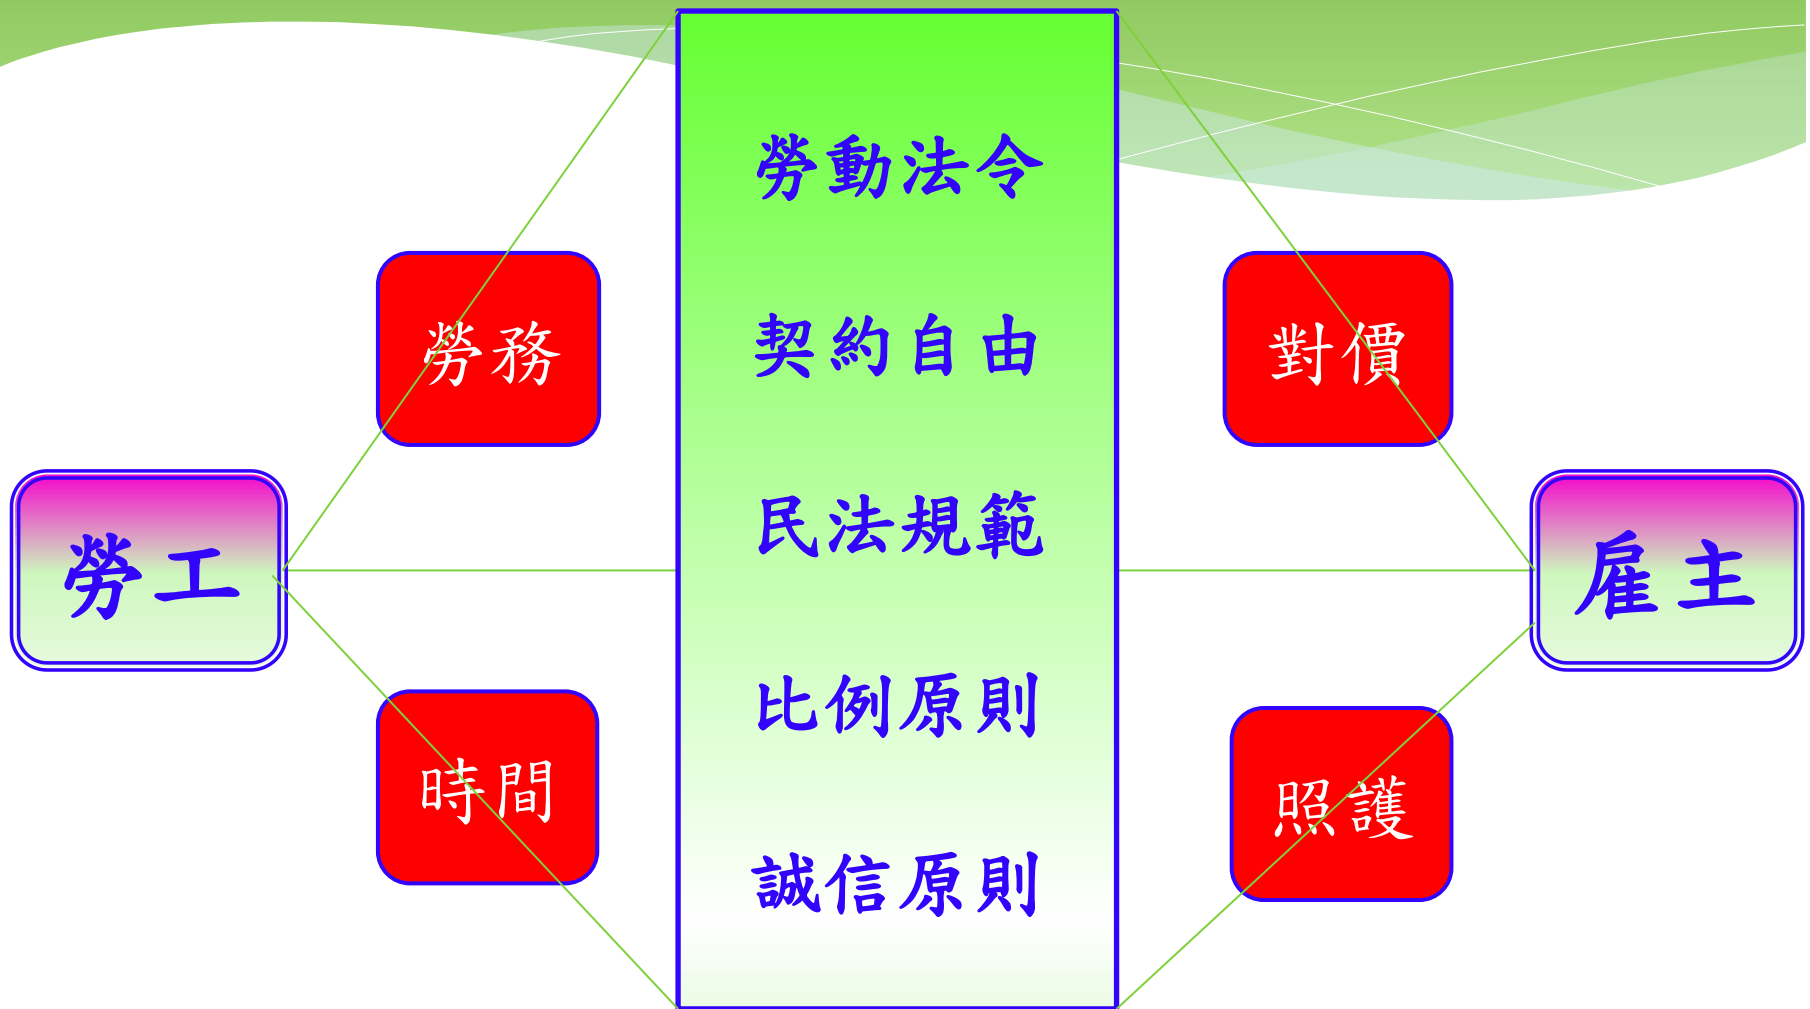 勞動法令
契約自由
民法規範
比例原則
誠信原則
勞務
對價
勞工
雇主
時間
照護